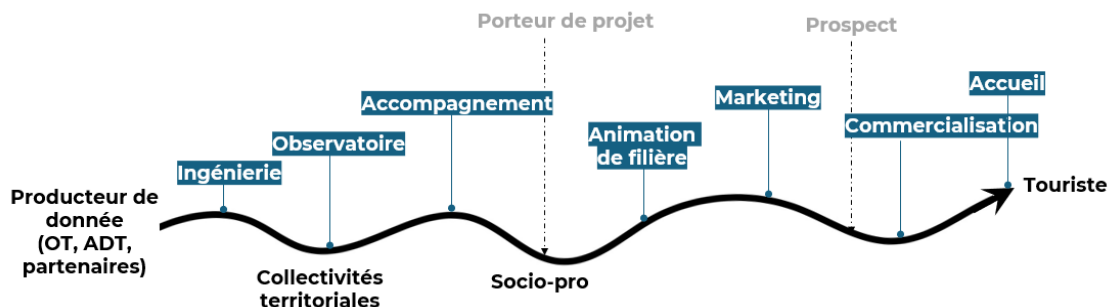 Porteur de projet
Prospect
Accueil
Marketing
Accompagnement
Commercialisation
Animation
de filière
Observatoire
Ingénierie
Producteur de
donnée
(OT, ADT,
partenaires)
Touriste
Collectivités
territoriales
Socio-pro